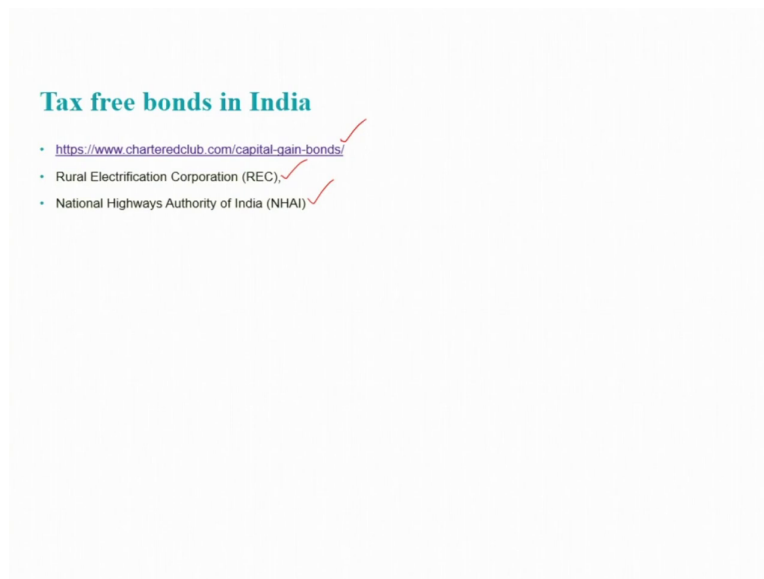 Tax free bonds in India
• https://www.charteredclub.com/capital-gain-bonds/
• Rural Electrification Corporation (REC),
• National Highways Authority of India (NHAI)